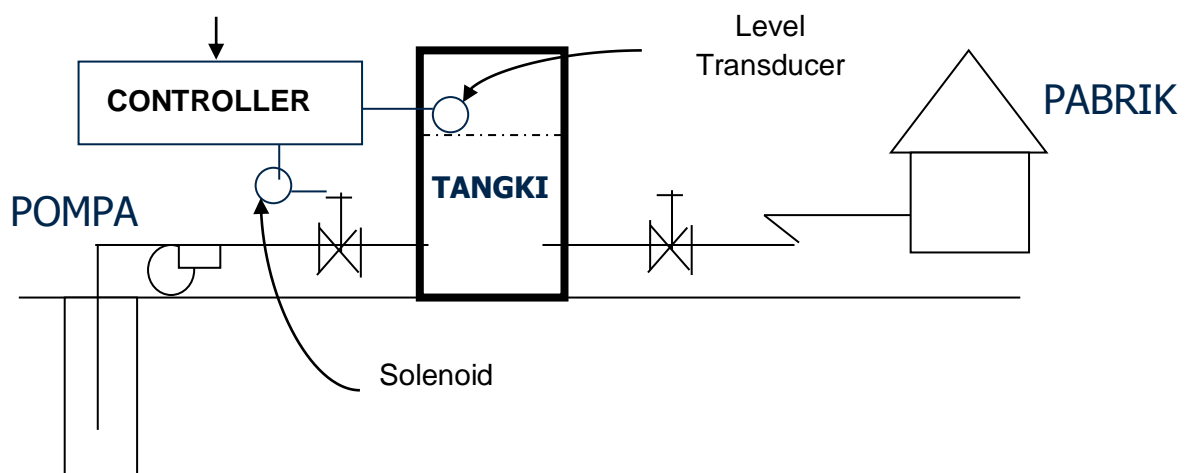 Level
Transducer
CONTROLLER
PABRIK
TANGKI
POMPA
Solenoid